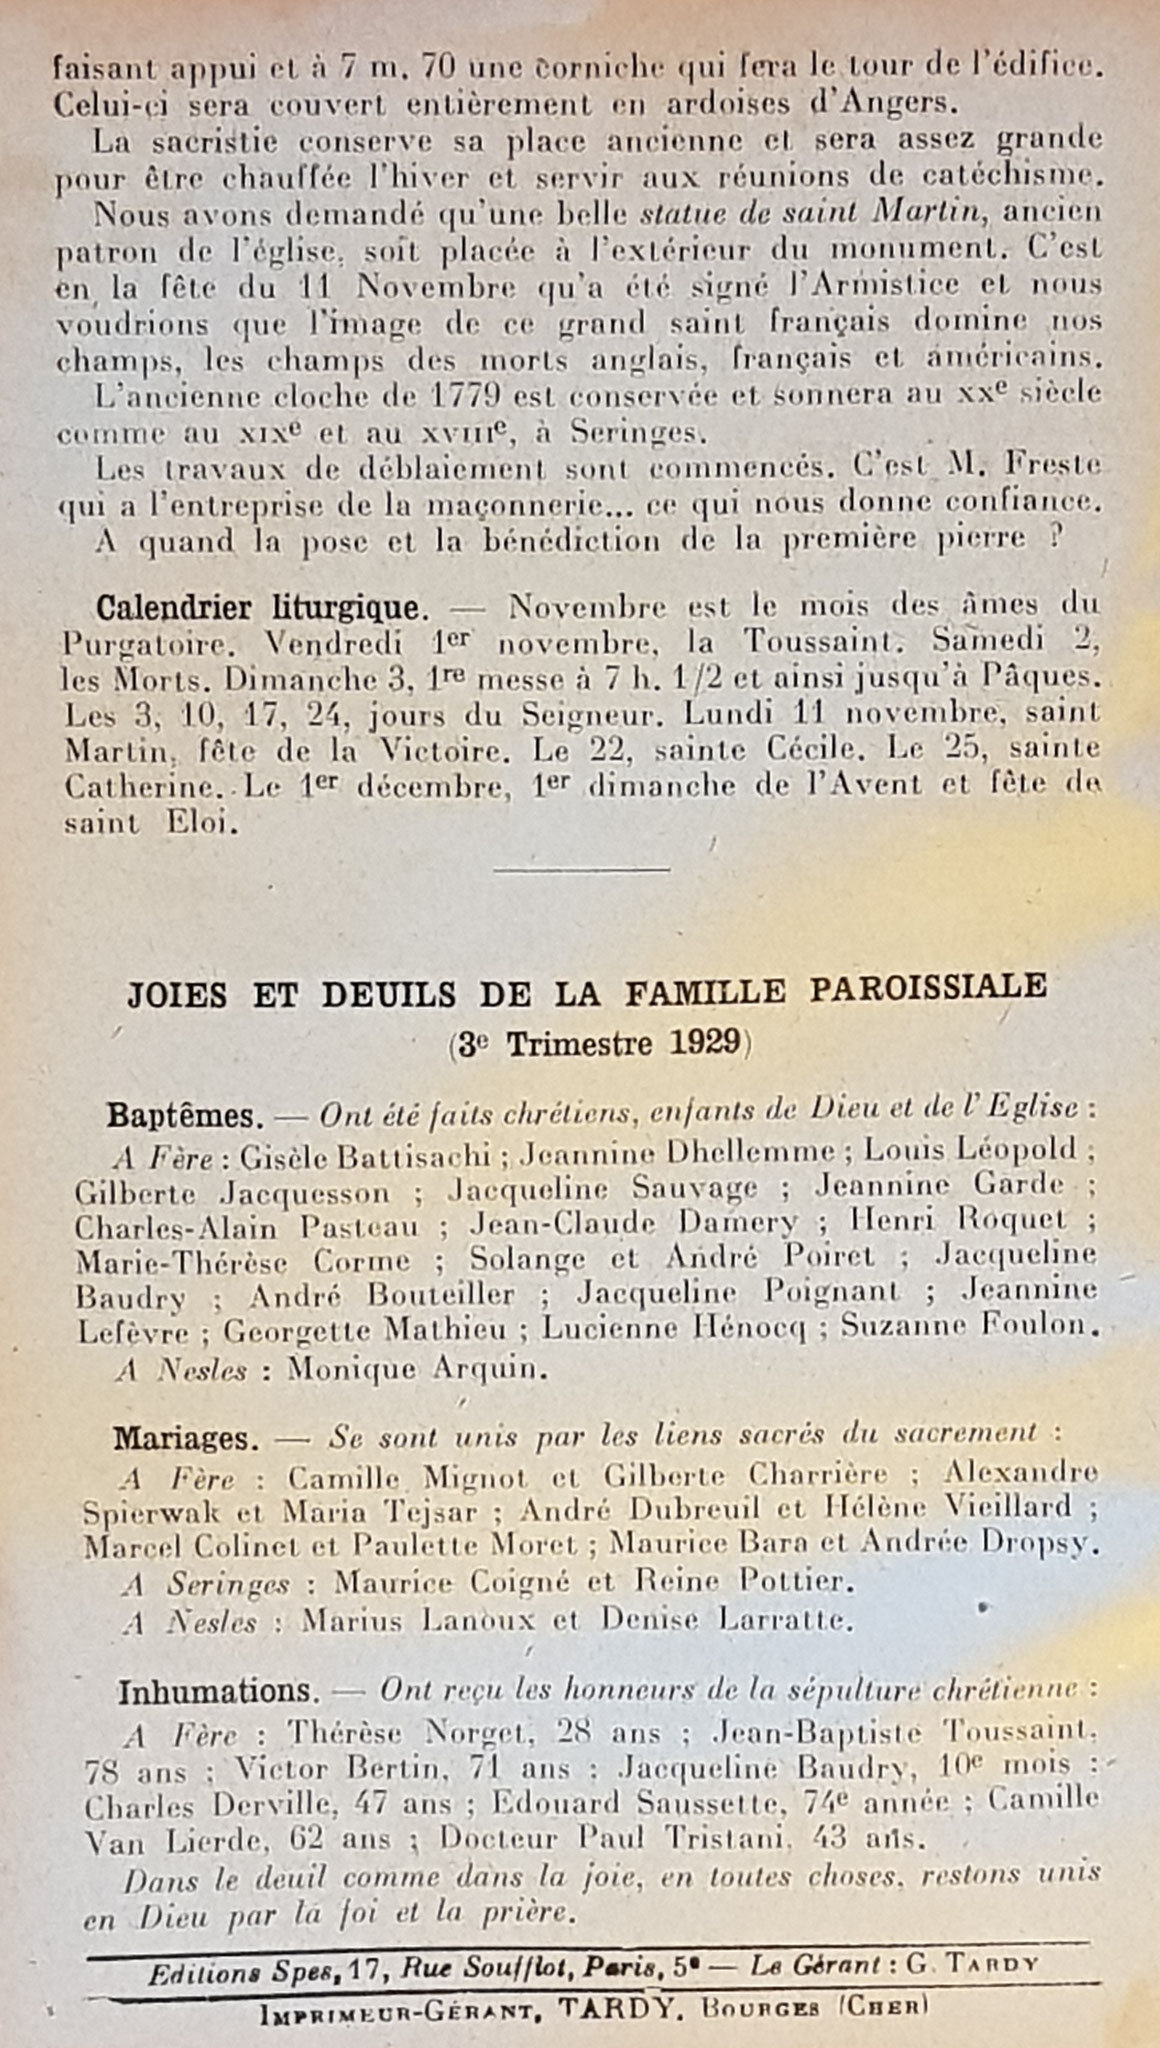 faisant appui et à 7 m. 70 une corniche qui fera le tour de l'édifice.
Celui-ci sera couvert entièrement en ardoises d'Angers.
La sacristie conserve sa place ancienne et sera assez grande
pour être chauffée l'hiver et servir aux réunions de catéchisme.
Nous avons demandé qu'une belle statue de saint Martin, ancien
patron de l'église, soit placée à l'extérieur du monument. C'est
en la fête du 11 Novembre qu'a été signé l'Armistice et nous
voudrions que l'image de ce grand saint français domine nos
champs, les champs des morts anglais, français et américains.
L'ancienne cloche de 1779 est conservée et sonnera au XXe siècle
comme au XIXe et au XVIIIe, à Seringes.
Les travaux de déblaiement sont commencés. C'est M. Freste
qui a l'entreprise de la maçonnerie... ce qui nous donne confiance.
A quand la pose et la bénédiction de la première pierre ?
Calendrier liturgique. — Novembre est le mois des âmes du
Purgatoire. Vendredi 1er novembre, la Toussaint. Samedi 2,
les Morts. Dimanche 3, 1re messe à 7 h. 1/2 et ainsi jusqu'à Pâques.
Les 3, 10, 17, 24, jours du Seigneur. Lundi 11 novembre, saint
Martin, fête de la Victoire. Le 22, sainte Cécile. Le 25, sainte
Catherine. Le 1er décembre, 1er dimanche de l'Avent et fête de
saint Eloi.
JOIES ET DEUILS DE LA FAMILLE PAROISSIALE
(3e Trimestre 1929)
Baptêmes. — Ont été faits chrétiens, enfants de Dieu et de l'Eglise :
A Fère : Gisèle Battisachi ; Jeannine Dhellemme ; Louis Léopold ;
Gilberte Jacquesson ; Jacqueline Sauvage ; Jeannine Garde ;
Charles-Alain Pasteau ; Jean-Claude Damery ; Henri Roquet ;
Marie-Thérèse Corme ; Solange et André Poiret ; Jacqueline
Baudry ; André Bouteiller ; Jacqueline Poignant ; Jeannine
Lefèvre ; Georgette Mathieu ; Lucienne Hénocq ; Suzanne Foulon.
A Nesles : Monique Arquin.
Mariages. — Se sont unis par les liens sacrés du sacrement :
A Fère : Camille Mignot et Gilberte Charrière ; Alexandre
Spierwak et Maria Tejsar ; André Dubreuil et Hélène Vieillard ;
Marcel Colinet et Paulette Moret ; Maurice Bara et Andrée Dropsy.
A Seringes : Maurice Coigné et Reine Pottier.
A Nesles : Marius Lanoux et Denise Larratte.
Inhumations. — Ont reçu les honneurs de la sépulture chrétienne :
A Fère : Thérèse Norget, 28 ans ; Jean-Baptiste Toussaint,
78 ans ; Victor Bertin, 71 ans ; Jacqueline Baudry, 10e mois ;
Charles Derville, 47 ans ; Edouard Saussette, 74e année ; Camille
Van Lierde, 62 ans ; Docteur Paul Tristani, 43 ans.
Dans le deuil comme dans la joie, en toutes choses, restons unis
en Dieu par la foi et la prière.
Editions Spes, 17, Rue Soufflot, Paris, 5e — Le Gérant : G. TARDY
IMPRIMEUR-GÉRANT, TARDY, BOURGES (CHER)